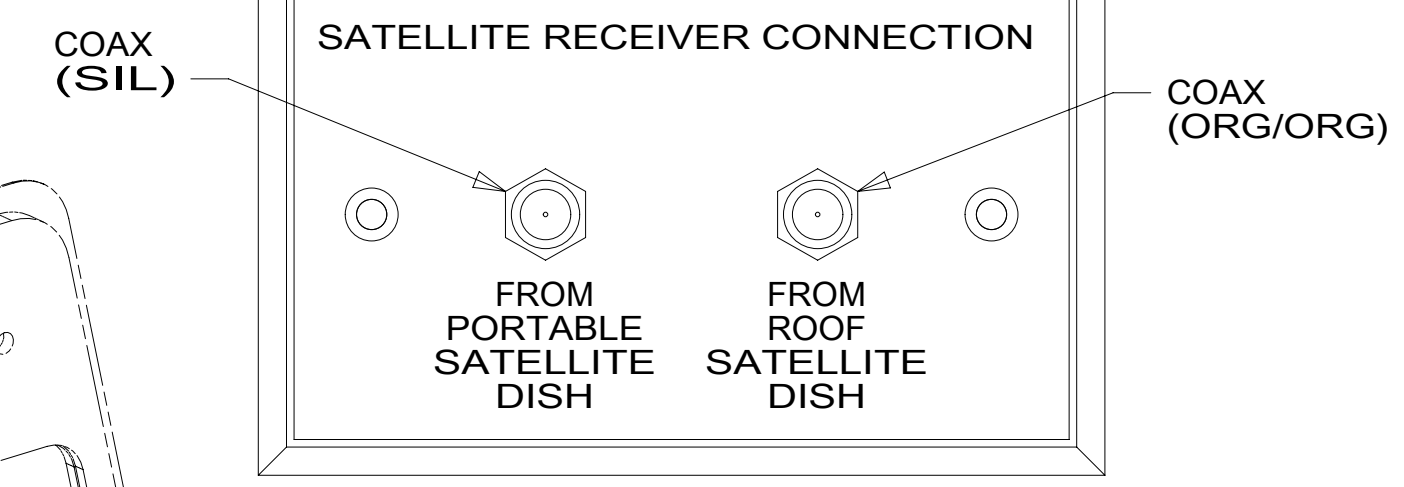 SATELLITE RECEIVER CONNECTION
COAX
(SIL)
COAX
(ORG/ORG)
FROM
PORTABLE
SATELLITE
DISH
FROM
ROOF
SATELLITE
DISH